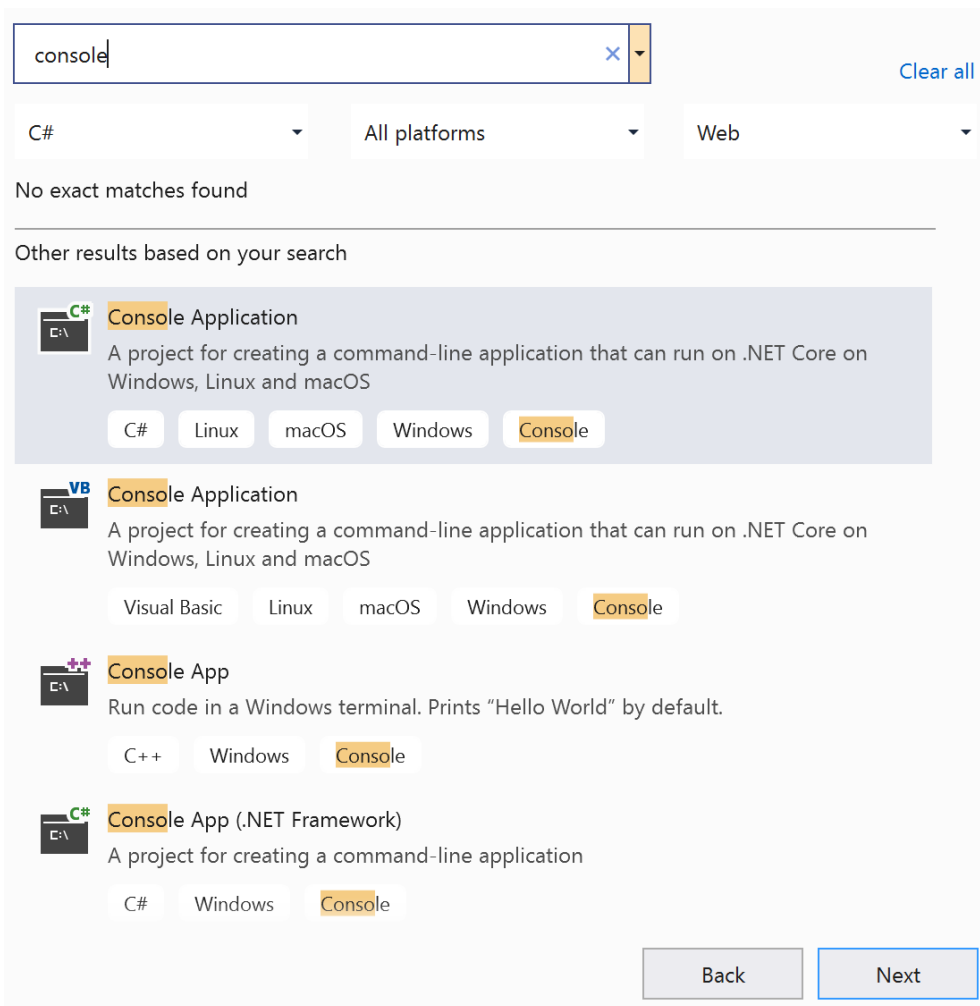 console
Clear all
C#
All platforms
Web
No exact matches found
Other results based on your search
C#
C:\
Console Application
A project for creating a command-line application that can run on .NET Core on
Windows, Linux and macOS
C# Linux macOS Windows Console
VB
C:\
Console Application
A project for creating a command-line application that can run on .NET Core on
Windows, Linux and macOS
Visual Basic Linux macOS Windows Console
++
C:\
Console App
Run code in a Windows terminal. Prints “Hello World” by default.
C++ Windows Console
C#
C:\
Console App (.NET Framework)
A project for creating a command-line application
C# Windows Console
Back
Next